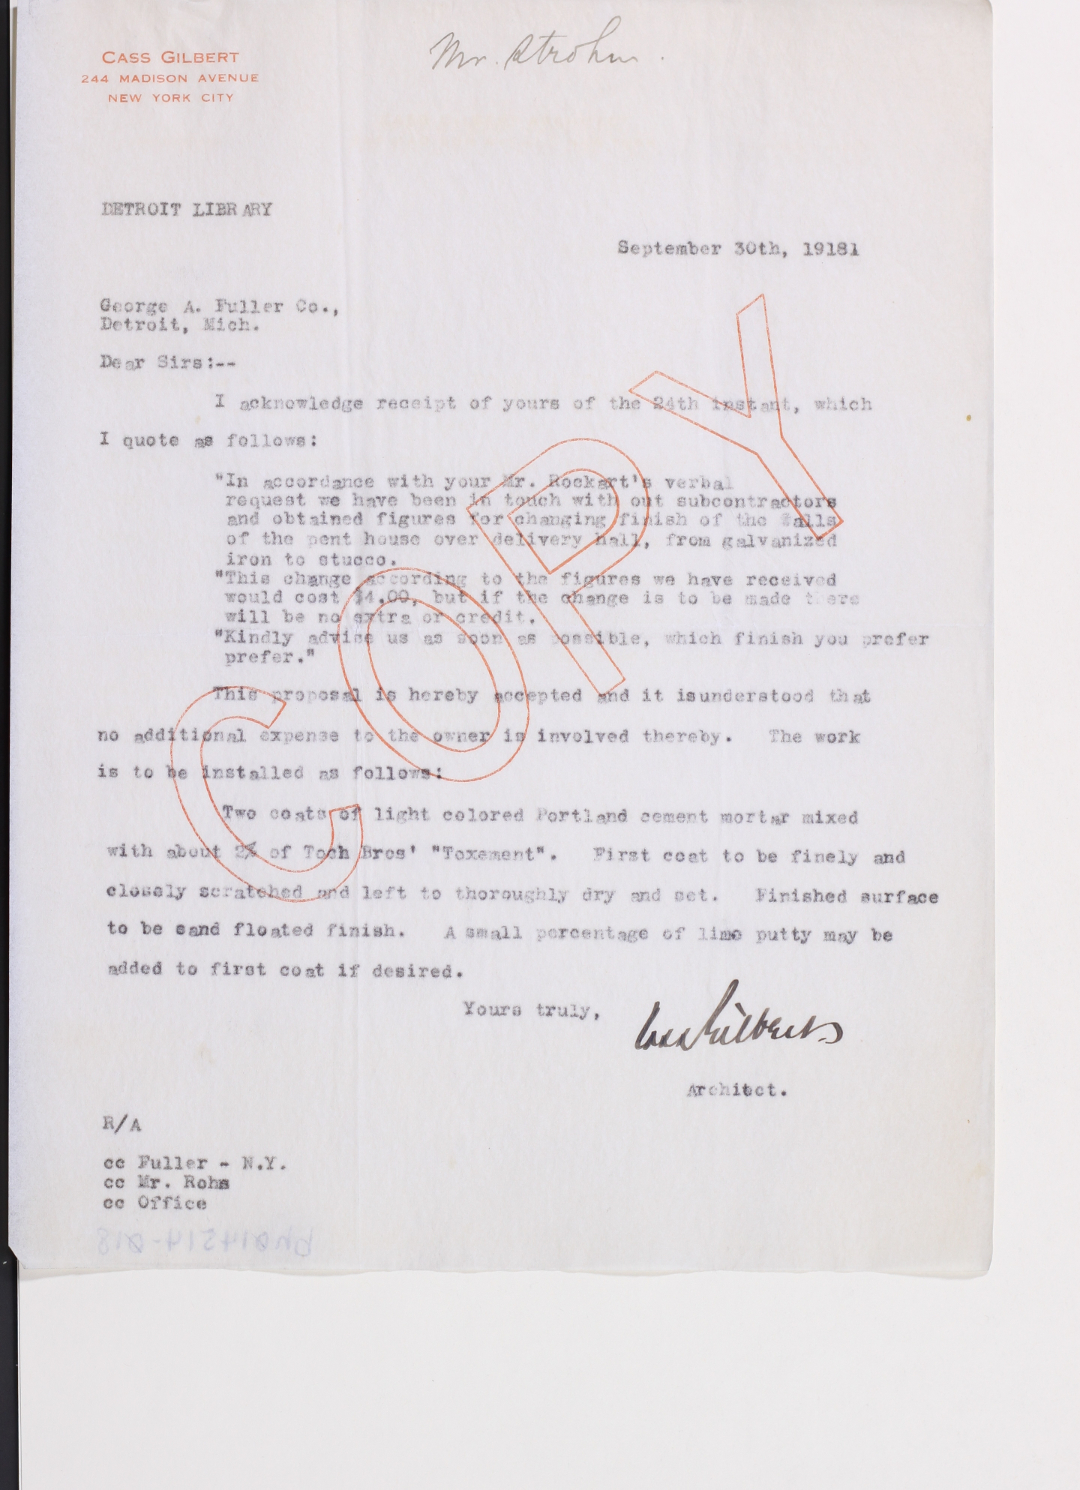 CASS GILBERT
244 MADISON AVENUE
NEW YORK CITY
Mr. Strohm.
DETROIT LIBRARY
September 30th, 19181
George A. Fuller Co.,
Detroit, Mich.
Dear Sirs:--
I acknowledge receipt of yours of the 24th instant, which
I quote as follows:
"In accordance with your Mr. Rockart's verbal
request we have been in touch with out subcontractors
and obtained figures for changing finish of the walls
of the pent house over delivery hall, from galvanized
iron to stucco.
"This change according to the figures we have received
would cost $4.00, but if the change is to be made there
will be no extra or credit.
"Kindly advise us as soon as possible, which finish you prefer
prefer."
This proposal is hereby accepted and it isunderstood that
no additional expense to the owner is involved thereby. The work
is to be installed as follows:
Two coats of light colored Portland cement mortar mixed
with about 2% of Toch Bros' "Toxement". First coat to be finely and
closely scratched and left to thoroughly dry and set. Finished surface
to be sand floated finish. A small percentage of lime putty may be
added to first coat if desired.
Yours truly,
Cass Gilbert
Architect.
R/A
cc Fuller - N.Y.
cc Mr. Rohs
cc Office
COPY